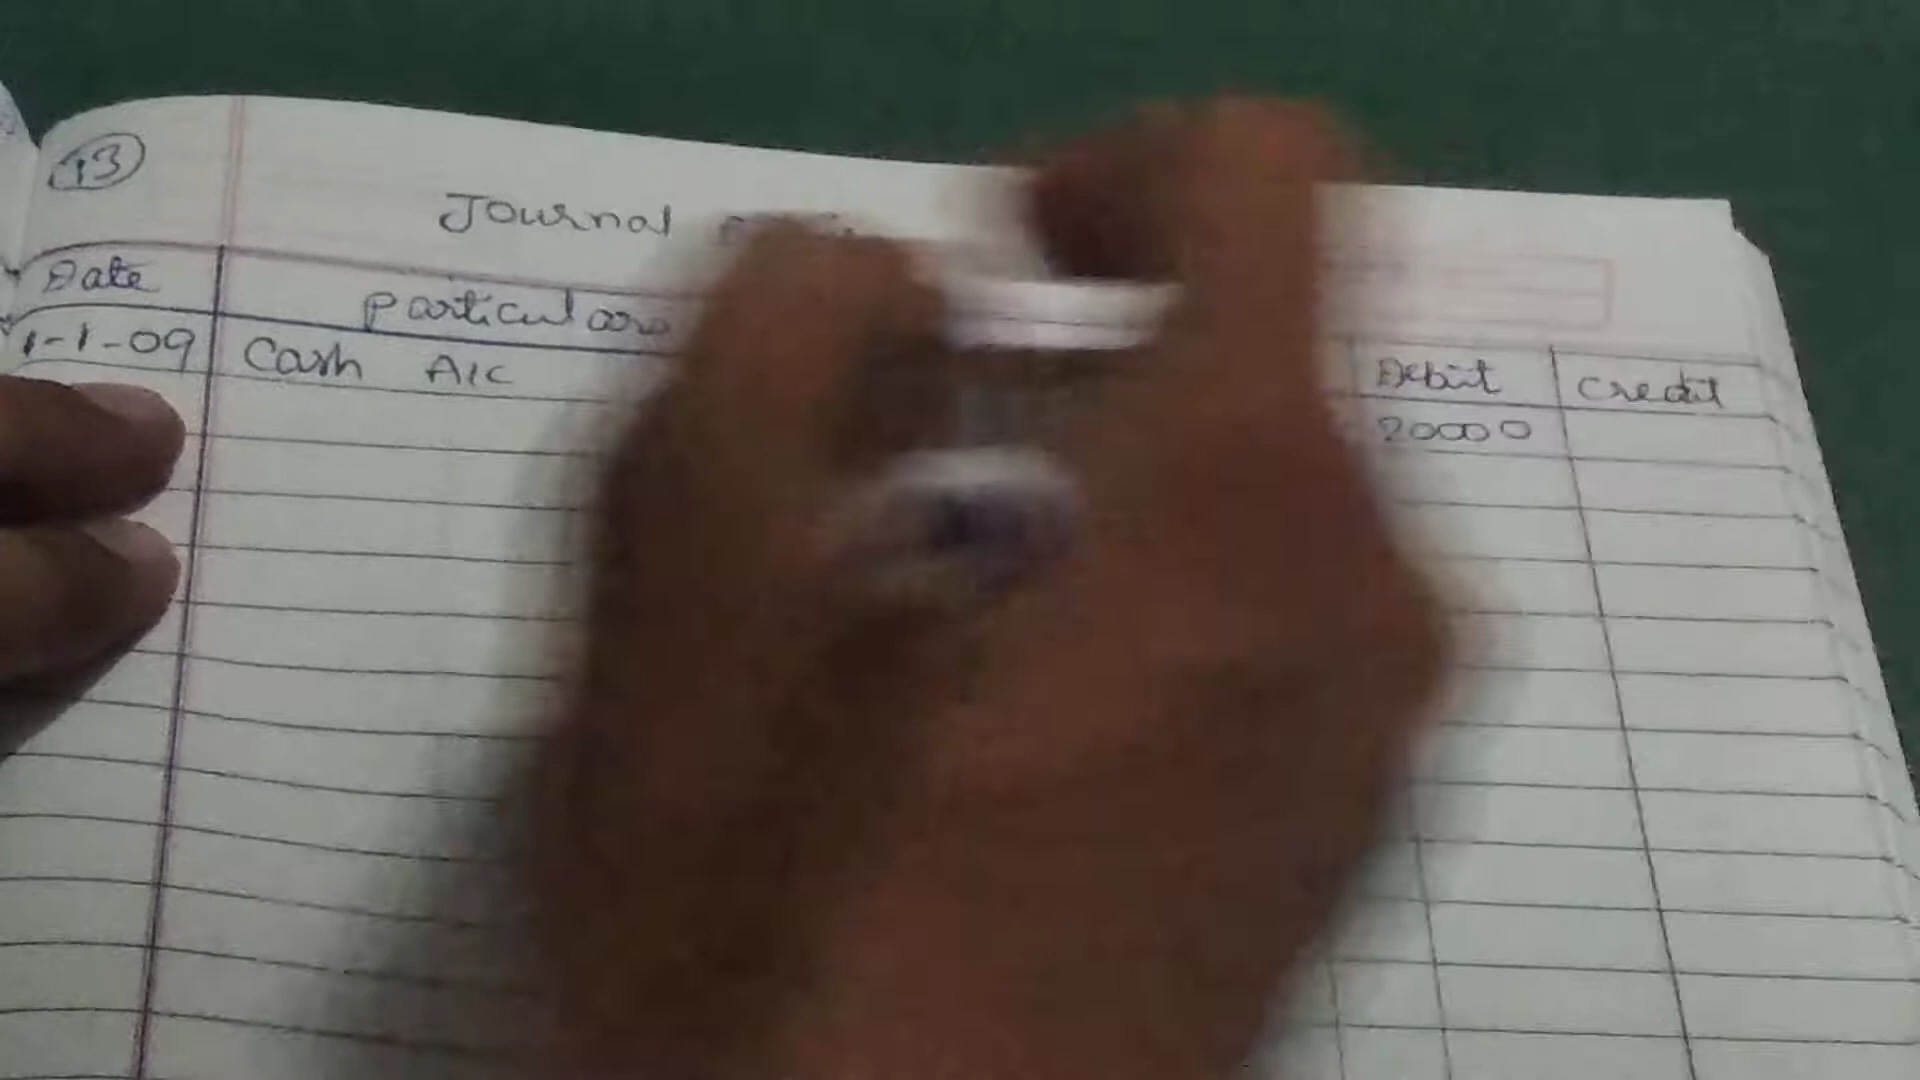 13
Journal
Date particulars Debit credit
1-1-09 Cash A/C 20000